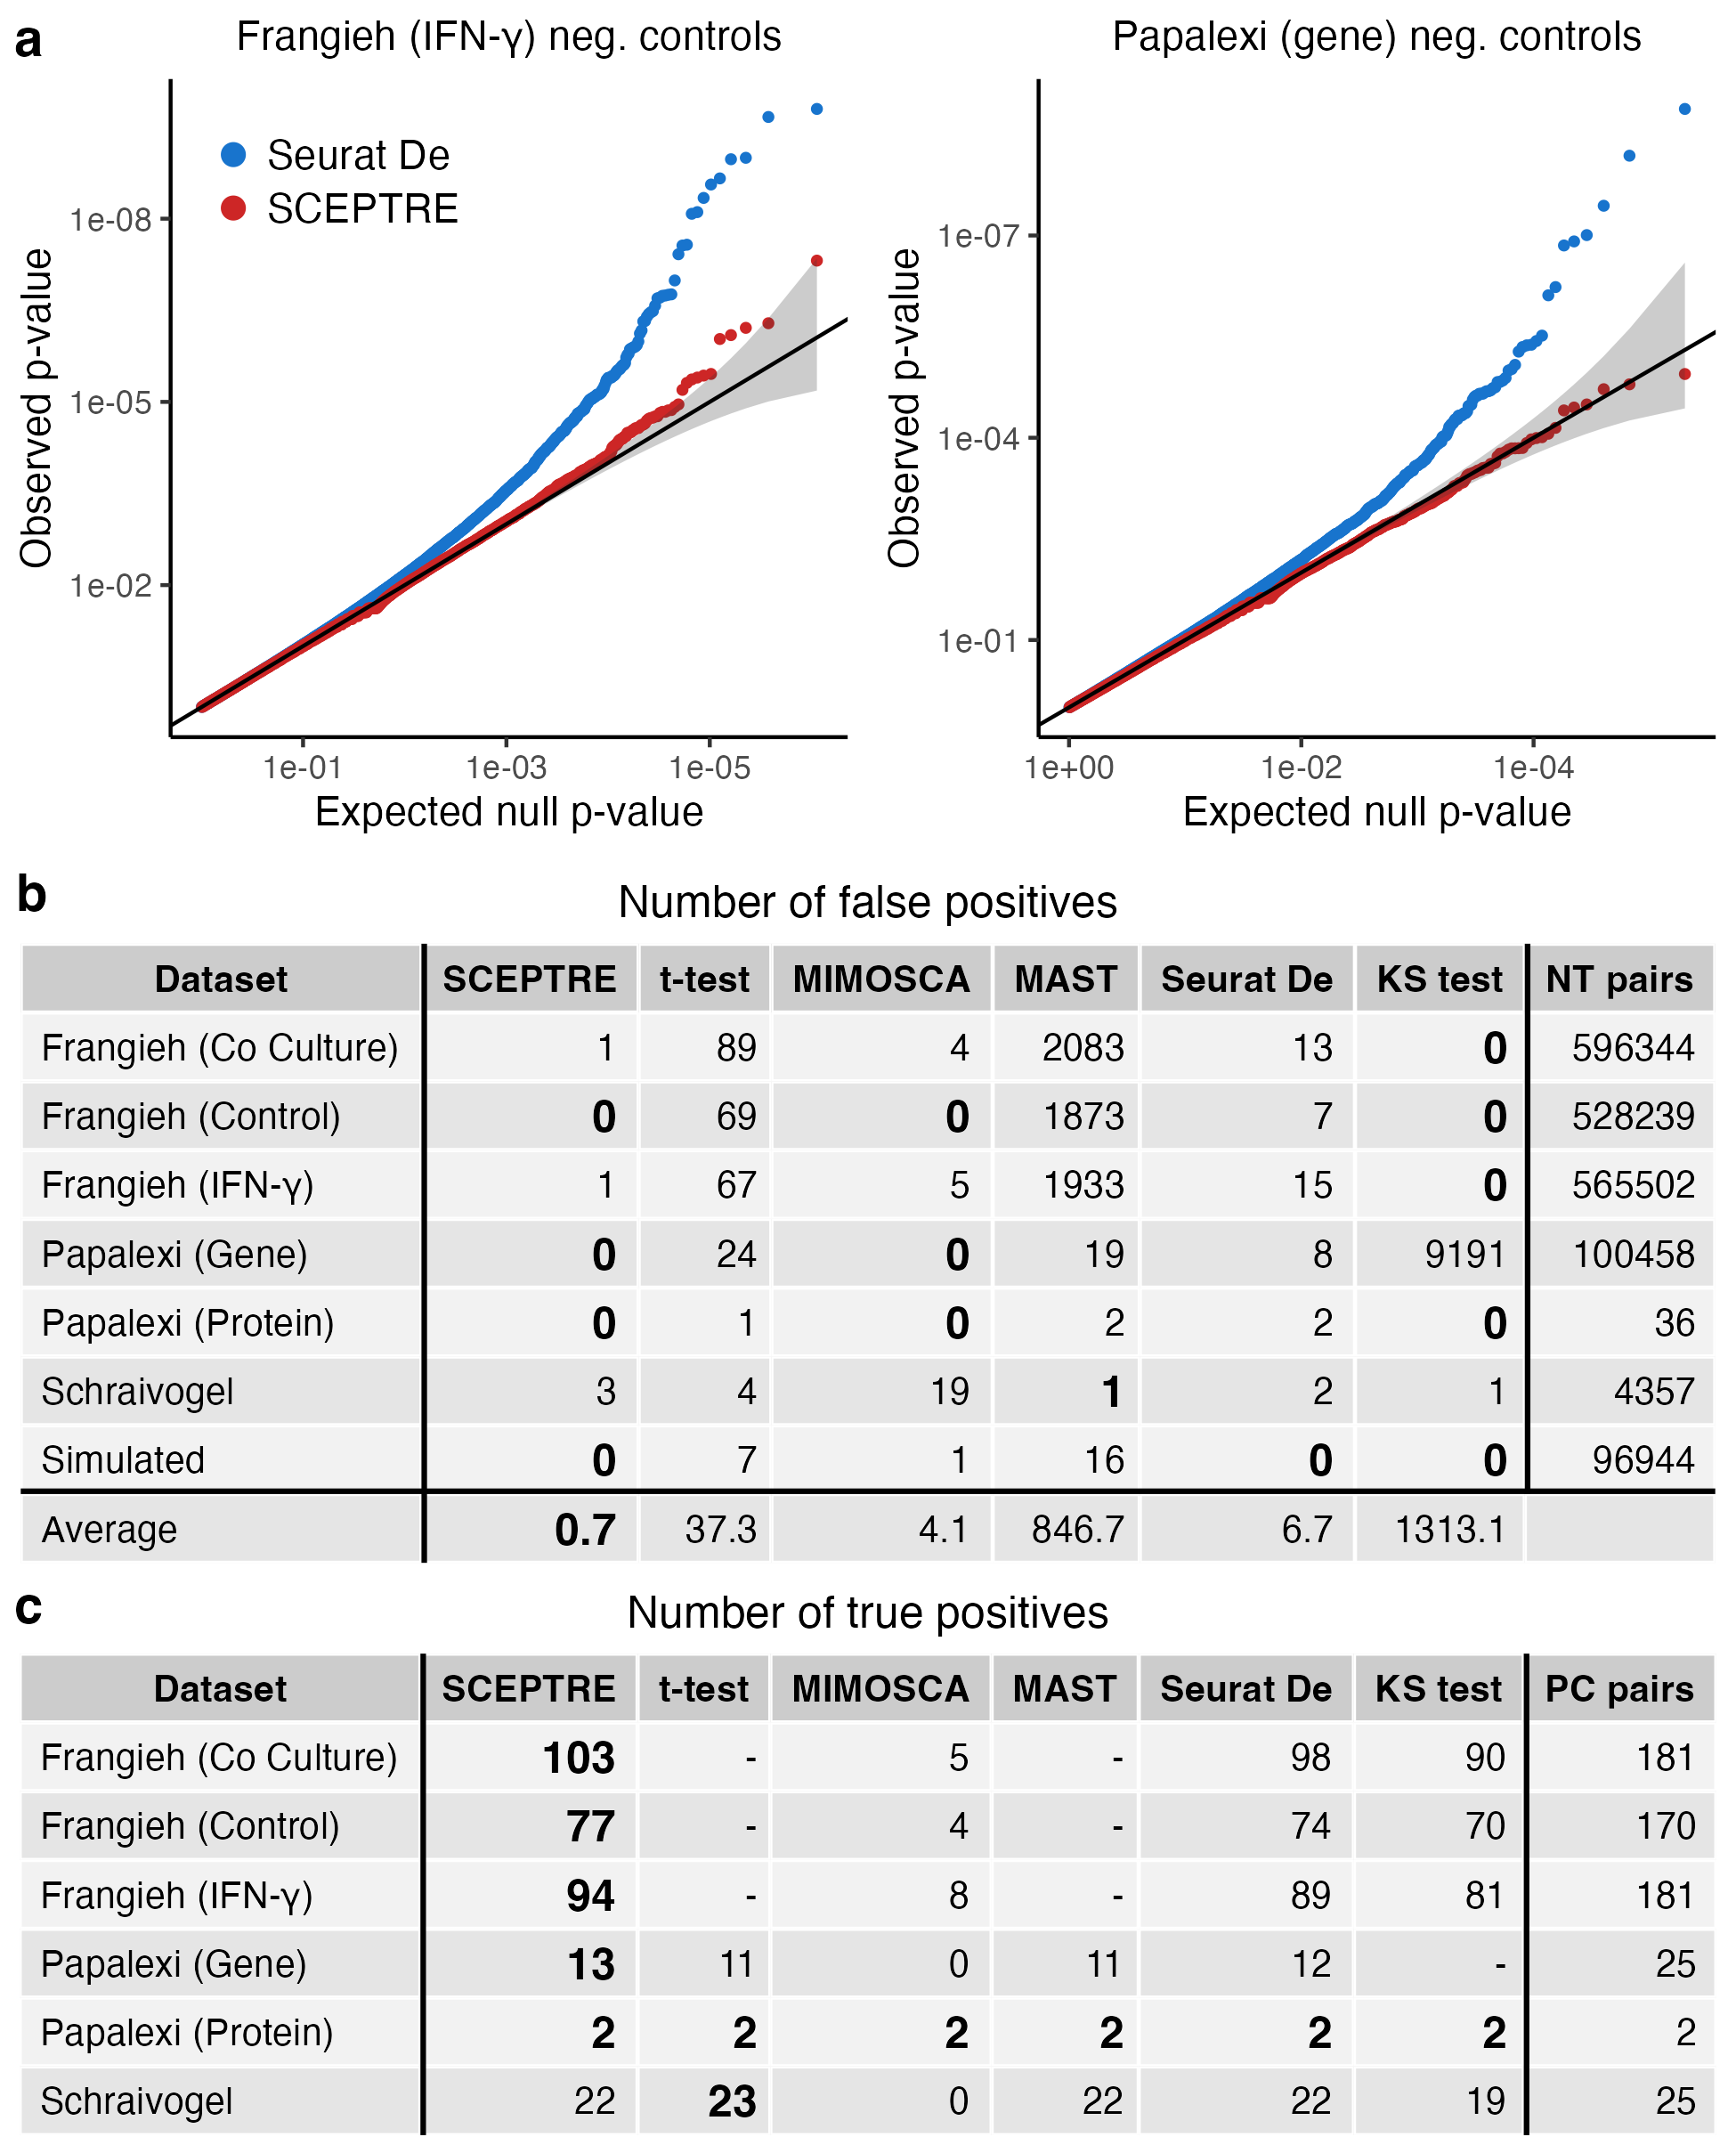 a
Frangieh (IFN-γ) neg. controls
Papalexi (gene) neg. controls
Seurat De
SCEPTRE
Observed p-value
1e-08
1e-05
1e-02
1e-01 1e-03 1e-05
Expected null p-value
Observed p-value
1e-07
1e-04
1e-01
1e+00 1e-02 1e-04
Expected null p-value
b
Number of false positives
Dataset SCEPTRE t-test MIMOSCA MAST Seurat De KS test NT pairs
Frangieh (Co Culture) 1 89 4 2083 13 0 596344
Frangieh (Control) 0 69 0 1873 7 0 528239
Frangieh (IFN-γ) 1 67 5 1933 15 0 565502
Papalexi (Gene) 0 24 0 19 8 9191 100458
Papalexi (Protein) 0 1 0 2 2 0 36
Schraivogel 3 4 19 1 2 1 4357
Simulated 0 7 1 16 0 0 96944
Average 0.7 37.3 4.1 846.7 6.7 1313.1
c
Number of true positives
Dataset SCEPTRE t-test MIMOSCA MAST Seurat De KS test PC pairs
Frangieh (Co Culture) 103 - 5 - 98 90 181
Frangieh (Control) 77 - 4 - 74 70 170
Frangieh (IFN-γ) 94 - 8 - 89 81 181
Papalexi (Gene) 13 11 0 11 12 - 25
Papalexi (Protein) 2 2 2 2 2 2 2
Schraivogel 22 23 0 22 22 19 25